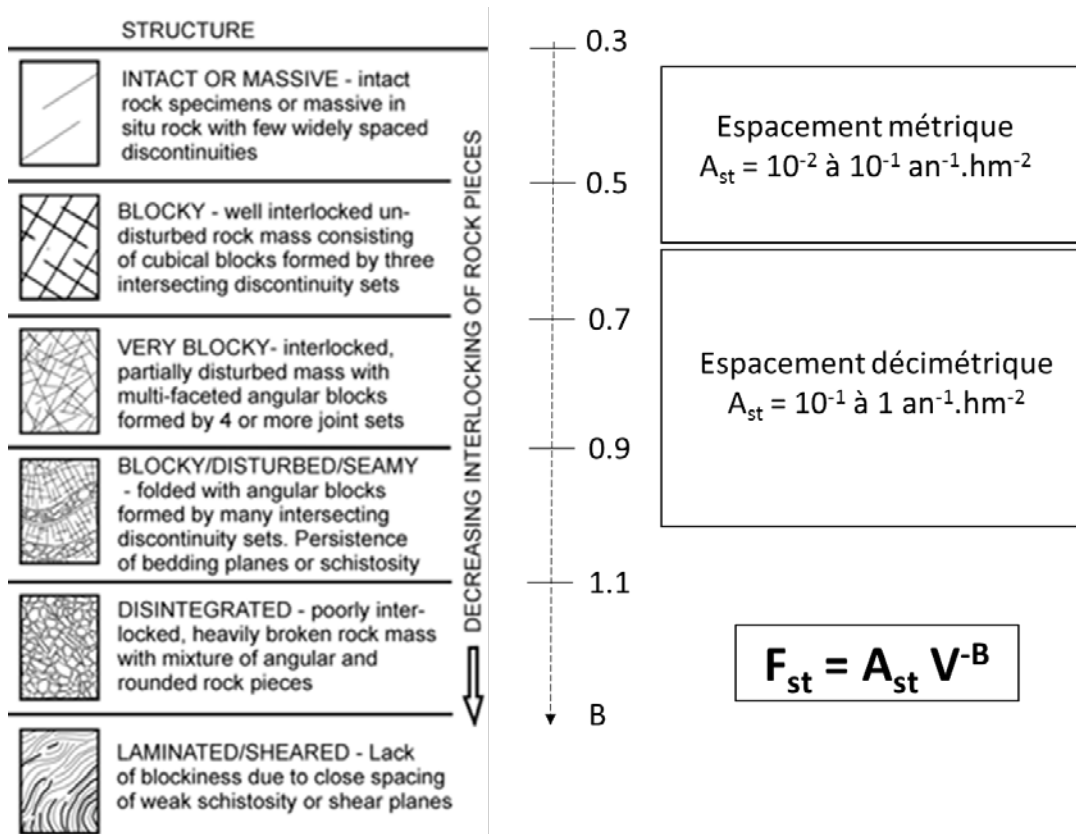 STRUCTURE
INTACT OR MASSIVE - intact
rock specimens or massive in
situ rock with few widely spaced
discontinuities
BLOCKY - well interlocked un-
disturbed rock mass consisting
of cubical blocks formed by three
intersecting discontinuity sets
VERY BLOCKY- interlocked,
partially disturbed mass with
multi-faceted angular blocks
formed by 4 or more joint sets
BLOCKY/DISTURBED/SEAMY
- folded with angular blocks
formed by many intersecting
discontinuity sets. Persistence
of bedding planes or schistosity
DISINTEGRATED - poorly inter-
locked, heavily broken rock mass
with mixture of angular and
rounded rock pieces
LAMINATED/SHEARED - Lack
of blockiness due to close spacing
of weak schistosity or shear planes
DECREASING INTERLOCKING OF ROCK PIECES
0.3
0.5
0.7
0.9
1.1
B
Espacement métrique
A_st = 10^-2 à 10^-1 an^-1.hm^-2
Espacement décimétrique
A_st = 10^-1 à 1 an^-1.hm^-2
F_st = A_st V^-B